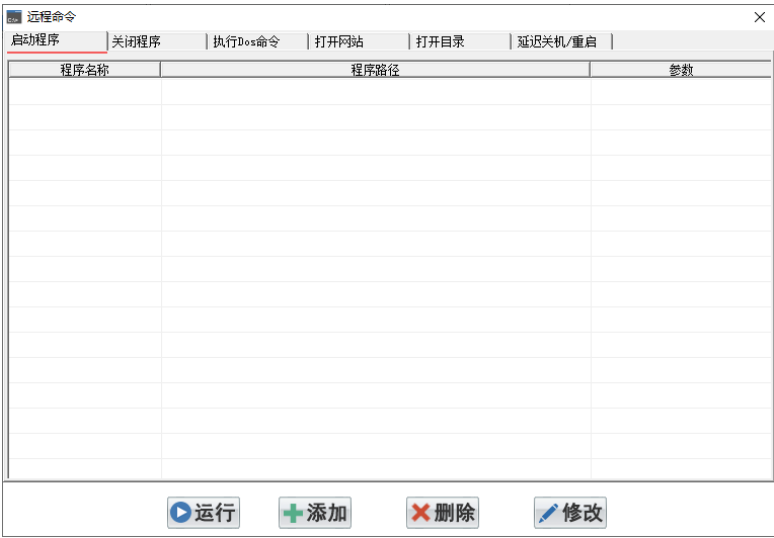 远程命令
启动程序 关闭程序 执行Dos命令 打开网站 打开目录 延迟关机/重启
程序名称 程序路径 参数
运行 添加 删除 修改